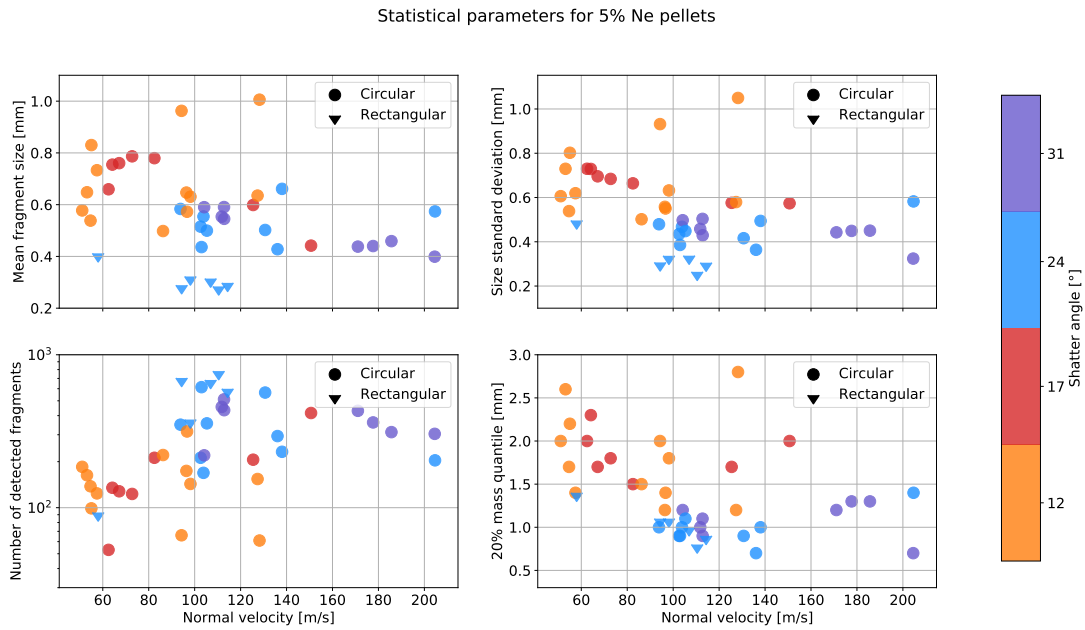 Statistical parameters for 5% Ne pellets
Mean fragment size [mm]
1.0
0.8
0.6
0.4
0.2
Circular
Rectangular
Size standard deviation [mm]
1.0
0.8
0.6
0.4
0.2
Circular
Rectangular
Number of detected fragments
10³
10²
Circular
Rectangular
60 80 100 120 140 160 180 200
Normal velocity [m/s]
20% mass quantile [mm]
3.0
2.5
2.0
1.5
1.0
0.5
Circular
Rectangular
60 80 100 120 140 160 180 200
Normal velocity [m/s]
31
24
17
12
Shatter angle [°]